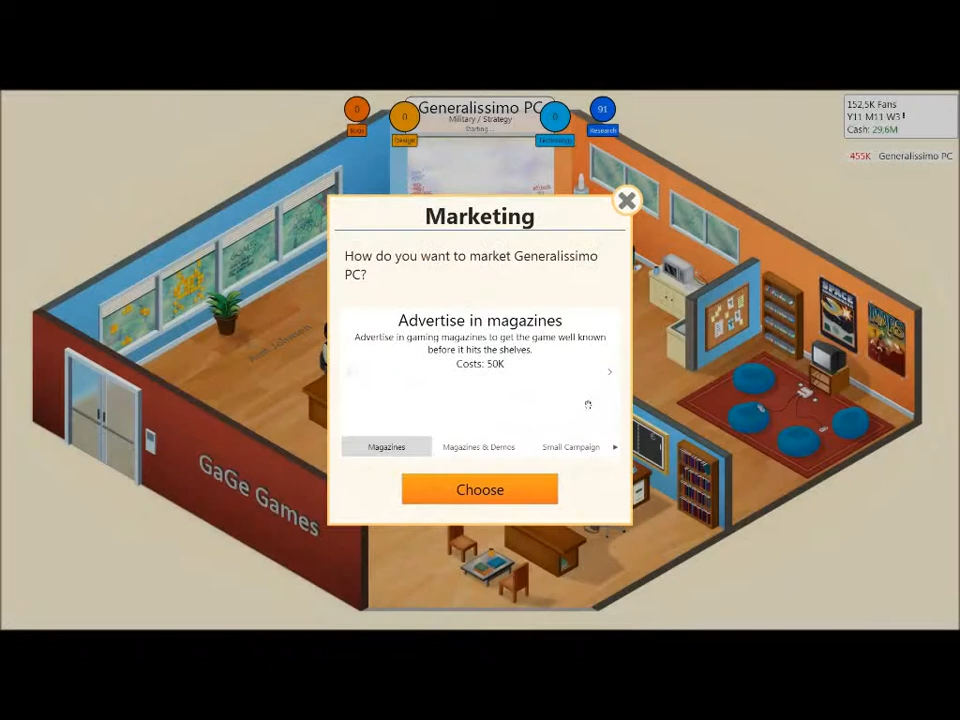 Generalissimo PC
Military / Strategy
Starting...
0
Bugs
0
Design
0
Technology
91
Research
152,5K Fans
Y11 M11 W3
Cash: 29,6M
455K Generalissimo PC
Marketing
How do you want to market Generalissimo
PC?
Advertise in magazines
Advertise in gaming magazines to get the game well known
before it hits the shelves.
Costs: 50K
Magazines
Magazines & Demos
Small Campaign
Choose
GaGe Games
SPACE